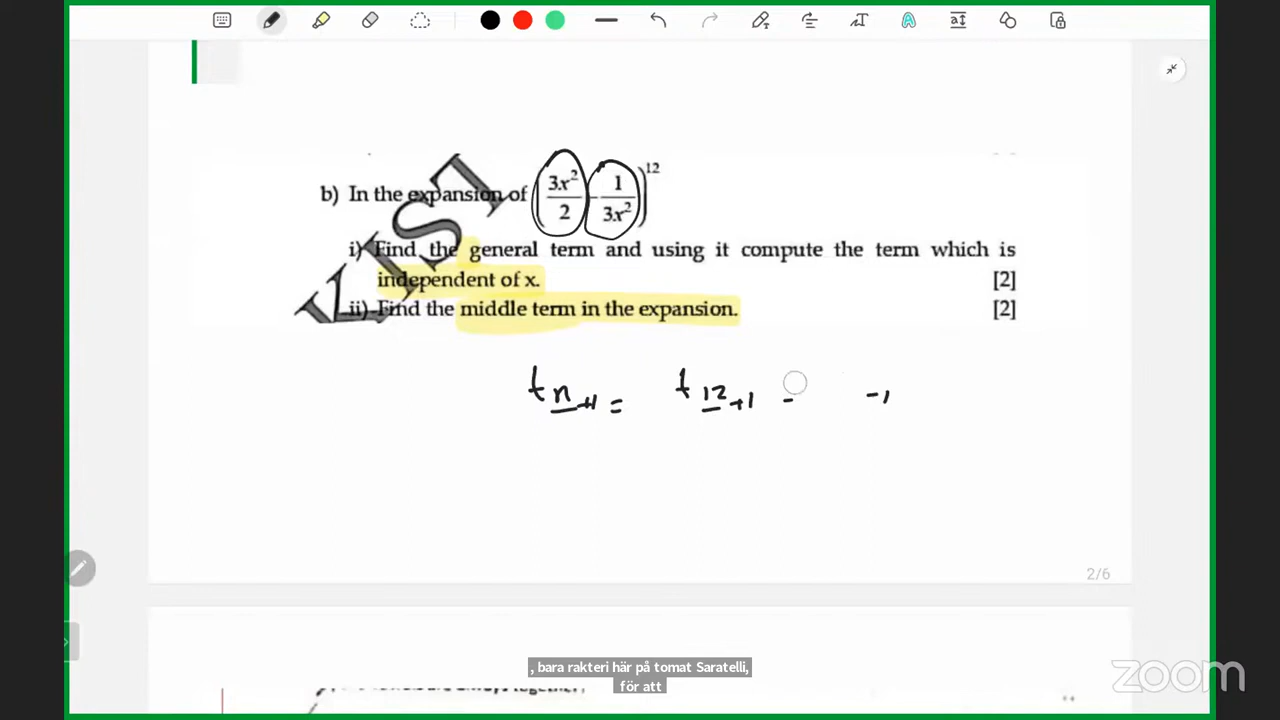 b) In the expansion of (3x²/2 - 1/3x²)¹²
i) Find the general term and using it compute the term which is
independent of x. [2]
ii) Find the middle term in the expansion. [2]
KIST
t n+1 = t 12+1 = -1
2/6
, bara rakteri här på tomat Saratelli,
för att
zoom